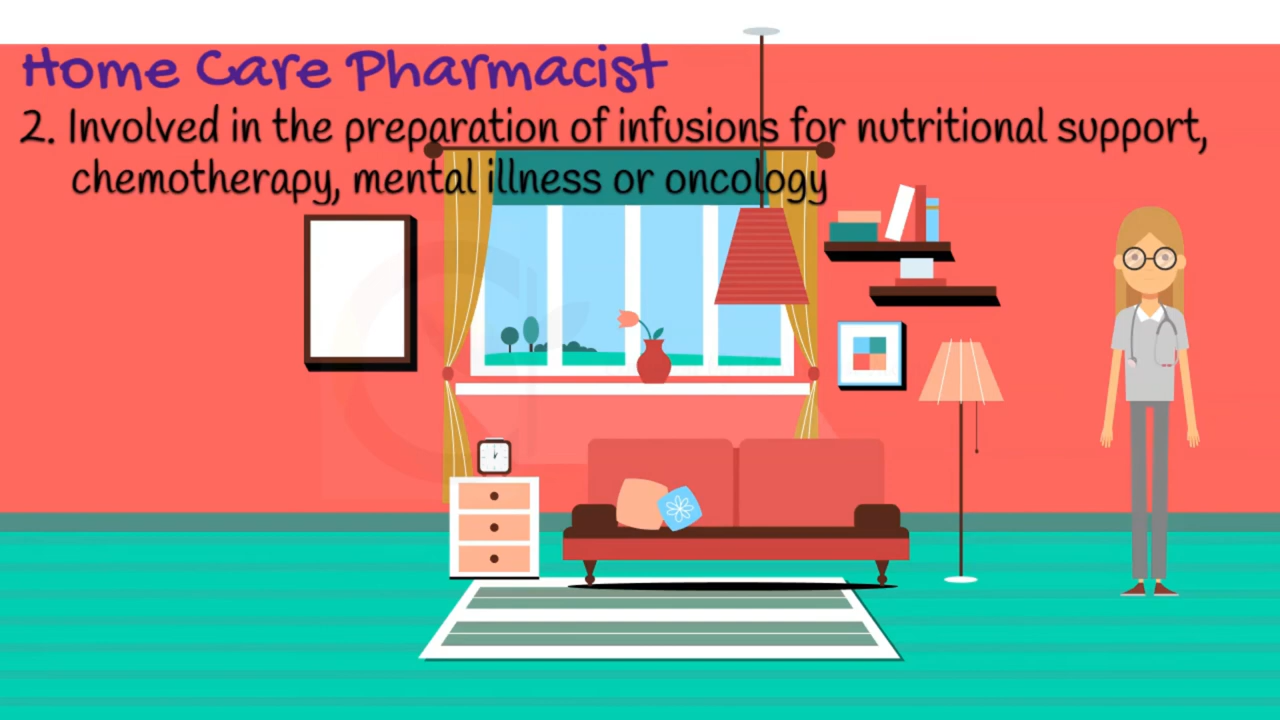 Home Care Pharmacist
2. Involved in the preparation of infusions for nutritional support,
chemotherapy, mental illness or oncology